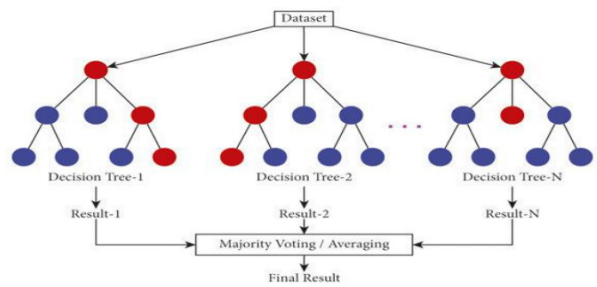 Dataset
. . .
Decision Tree-1 Decision Tree-2 Decision Tree-N
Result-1 Result-2 Result-N
Majority Voting / Averaging
Final Result